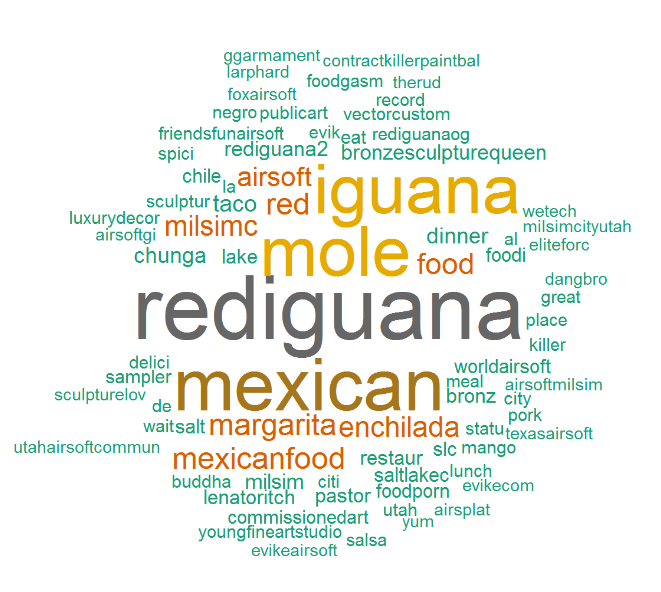 ggarmament contractkillerpaintbal
larphard foodgasm therud
foxairsoft record
negro publicart vectorcustom
friendsfunairsoft evik eat rediguanaog
spici rediguana2 bronzesculpturequeen
chile la airsoft iguana
sculptur taco red wetech
luxurydecor milsimc milsimcityutah
airsoftgi mole dinner al eliteforc
chunga lake food foodi
dangbro
rediguana great
place
killer
delici mexican worldairsoft
sampler meal airsoftmilsim
sculpturelov de bronz city
wait salt margarita enchilada pork
statu texasairsoft
utahairsoftcommun slc mango
mexicanfood restaur
buddha milsim citi saltlakec lunch
lenatoritch pastor foodporn evikecom
commissionedart utah airsplat
youngfineartstudio salsa yum
evikeairsoft